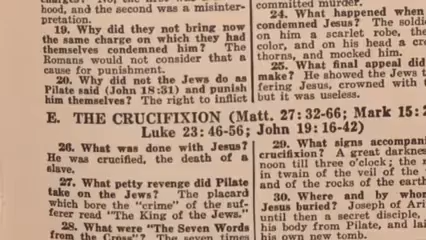 hood, and the second was a misinter-
pretation.
19. Why did they not bring now
the same charge on which they had
themselves condemned him? The
Romans would not consider that a
cause for punishment.
20. Why did not the Jews do as
Pilate said (John 18:31) and punish
him themselves? The right to inflict
committed murder.
24. What happened when
condemned Jesus? The soldi
on him a scarlet robe, the
color, and on his head a cr
thorns, and mocked him.
25. What final appeal did
make? He showed the Jews t
fering Jesus, crowned with
but it was useless.
E. THE CRUCIFIXION (Matt. 27:32-66; Mark 15:2
Luke 23:46-56; John 19:16-42)
26. What was done with Jesus?
He was crucified, the death of a
slave.
27. What petty revenge did Pilate
take on the Jews? The placard
which bore the "crime" of the suf-
ferer read "The King of the Jews."
28. What were "The Seven Words
from the Cross"? The seven times
29. What signs accompani
crucifixion? A great darknes
noon till three o'clock; the r
in twain of the veil of the
and of the rocks of the earth
30. Where and by whom
Jesus buried? Joseph of Ari
until then a secret disciple,
his body from Pilate, and lai
his own new tomb.